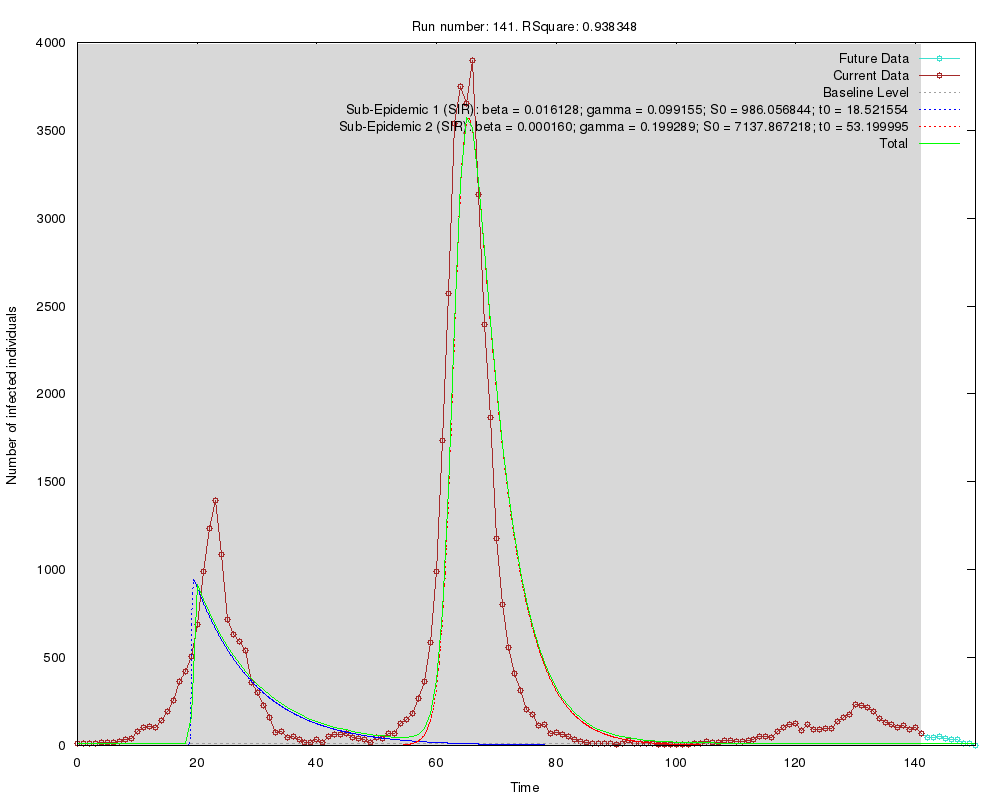 Run number: 141. RSquare: 0.938348
4000
3500
3000
2500
2000
1500
1000
500
0
Number of infected individuals
Future Data
Current Data
Baseline Level
Sub-Epidemic 1 (SIR): beta = 0.016128; gamma = 0.099155; S0 = 986.056844; t0 = 18.521554
Sub-Epidemic 2 (SIR): beta = 0.000160; gamma = 0.199289; S0 = 7137.867218; t0 = 53.199995
Total
0 20 40 60 80 100 120 140
Time